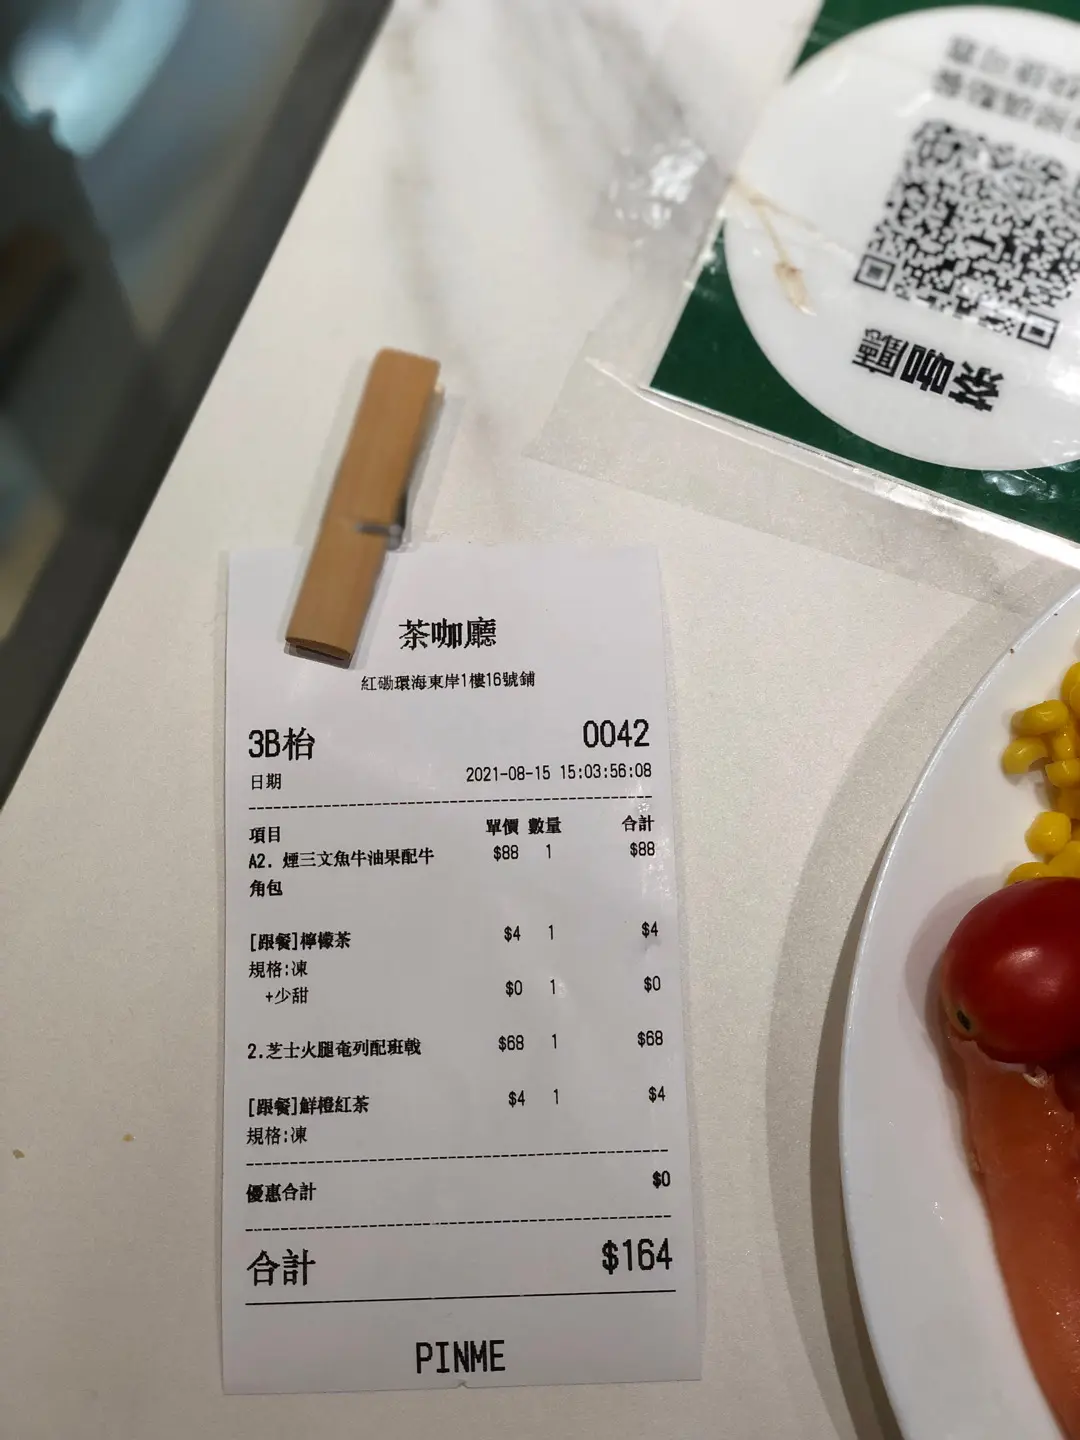 茶咖廳
茶咖廳
紅磡環海東岸1樓16號鋪
3B枱 0042
日期 2021-08-15 15:03:56:08
項目 單價 數量 合計
A2. 煙三文魚牛油果配牛 $88 1 $88
角包
[跟餐]檸檬茶 $4 1 $4
規格:凍
+少甜 $0 1 $0
2.芝士火腿奄列配班戟 $68 1 $68
[跟餐]鮮橙紅茶 $4 1 $4
規格:凍
優惠合計 $0
合計 $164
PINME